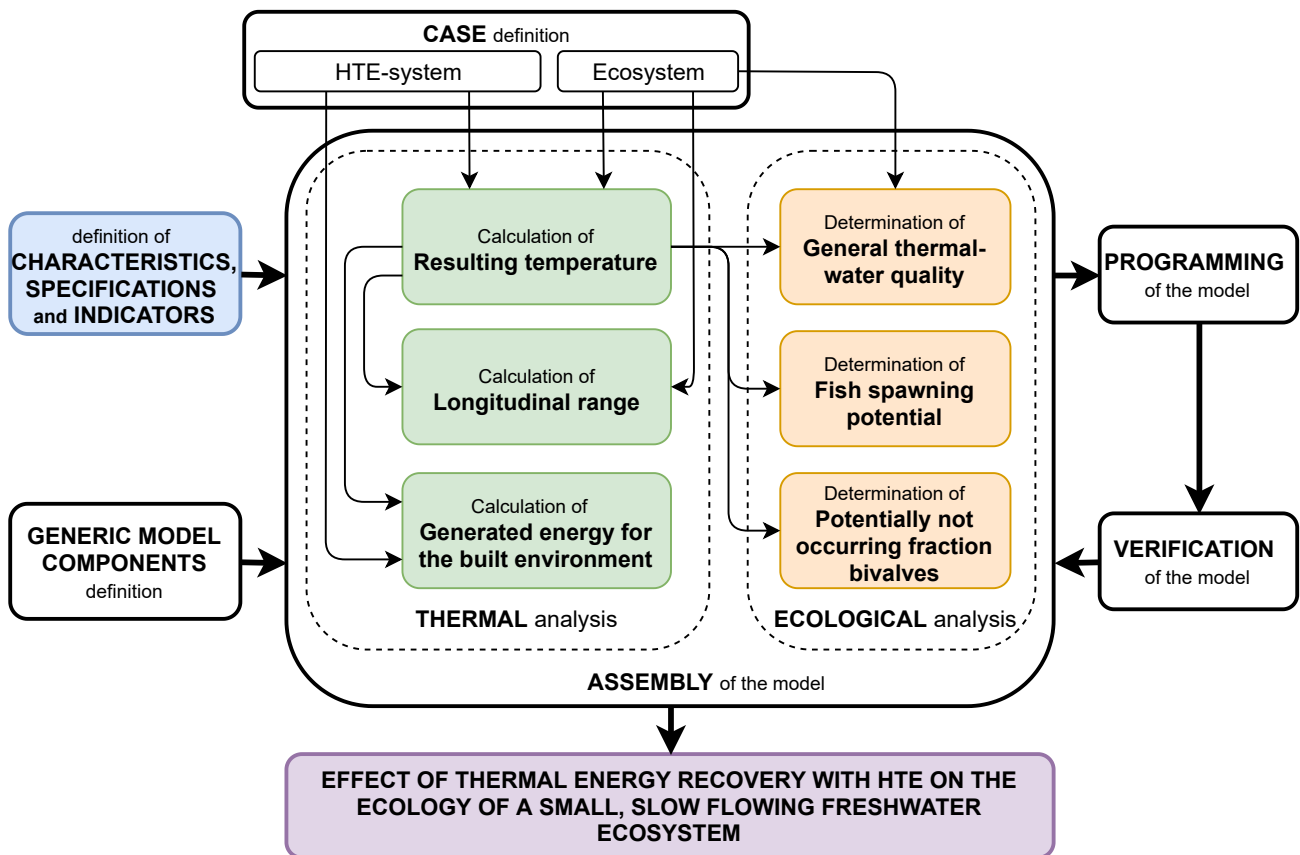 CASE definition
HTE-system
Ecosystem
definition of
CHARACTERISTICS,
SPECIFICATIONS
and INDICATORS
GENERIC MODEL
COMPONENTS
definition
Calculation of
Resulting temperature
Calculation of
Longitudinal range
Calculation of
Generated energy for
the built environment
THERMAL analysis
Determination of
General thermal-
water quality
Determination of
Fish spawning
potential
Determination of
Potentially not
occurring fraction
bivalves
ECOLOGICAL analysis
ASSEMBLY of the model
PROGRAMMING
of the model
VERIFICATION
of the model
EFFECT OF THERMAL ENERGY RECOVERY WITH HTE ON THE
ECOLOGY OF A SMALL, SLOW FLOWING FRESHWATER
ECOSYSTEM